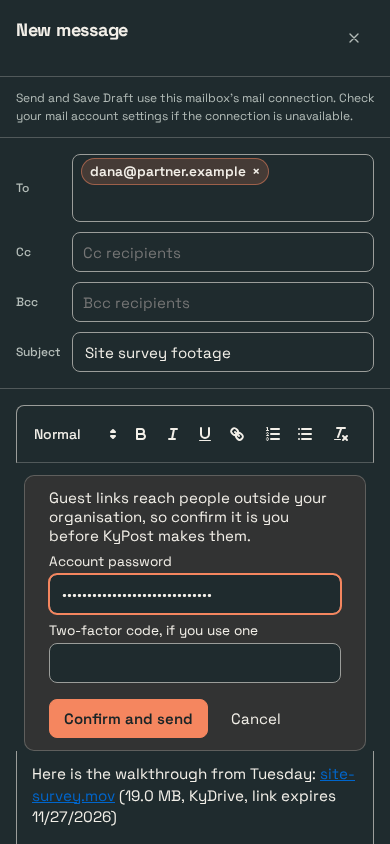 New message
×
Send and Save Draft use this mailbox's mail connection. Check
your mail account settings if the connection is unavailable.
To
dana@partner.example ×
Cc
Cc recipients
Bcc
Bcc recipients
Subject
Site survey footage
Normal
B
I
U
Guest links reach people outside your
organisation, so confirm it is you
before KyPost makes them.
Account password
••••••••••••••••••••••••••••••
Two-factor code, if you use one
Confirm and send
Cancel
Here is the walkthrough from Tuesday: site-
survey.mov (19.0 MB, KyDrive, link expires
11/27/2026)